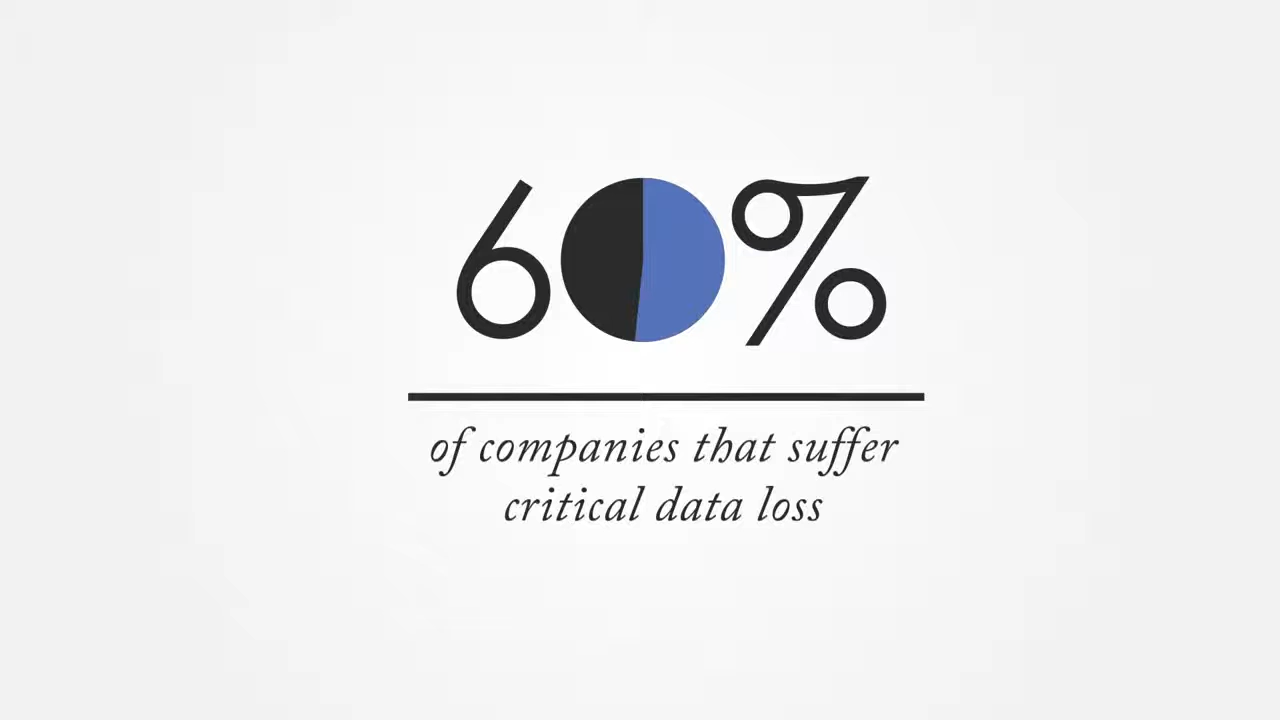 60%
of companies that suffer
critical data loss